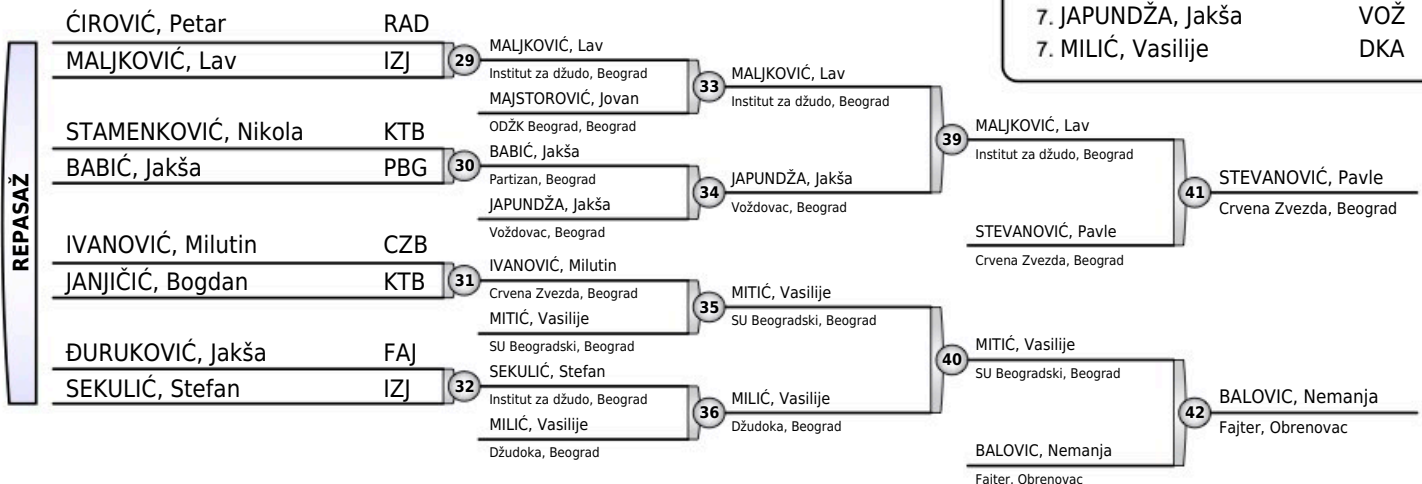 7. JAPUNDŽA, Jakša VOŽ
7. MILIĆ, Vasilije DKA
REPASAŽ
ĆIROVIĆ, Petar RAD
MALJKOVIĆ, Lav IZJ
STAMENKOVIĆ, Nikola KTB
BABIĆ, Jakša PBG
IVANOVIĆ, Milutin CZB
JANJIČIĆ, Bogdan KTB
ĐURUKOVIĆ, Jakša FAJ
SEKULIĆ, Stefan IZJ
29
30
31
32
MALJKOVIĆ, Lav
Institut za džudo, Beograd
MAJSTOROVIĆ, Jovan
ODŽK Beograd, Beograd
BABIĆ, Jakša
Partizan, Beograd
JAPUNDŽA, Jakša
Voždovac, Beograd
IVANOVIĆ, Milutin
Crvena Zvezda, Beograd
MITIĆ, Vasilije
SU Beogradski, Beograd
SEKULIĆ, Stefan
Institut za džudo, Beograd
MILIĆ, Vasilije
Džudoka, Beograd
33
34
35
36
MALJKOVIĆ, Lav
Institut za džudo, Beograd
JAPUNDŽA, Jakša
Voždovac, Beograd
MITIĆ, Vasilije
SU Beogradski, Beograd
MILIĆ, Vasilije
Džudoka, Beograd
39
40
MALJKOVIĆ, Lav
Institut za džudo, Beograd
STEVANOVIĆ, Pavle
Crvena Zvezda, Beograd
MITIĆ, Vasilije
SU Beogradski, Beograd
BALOVIC, Nemanja
Fajter, Obrenovac
41
42
STEVANOVIĆ, Pavle
Crvena Zvezda, Beograd
BALOVIC, Nemanja
Fajter, Obrenovac